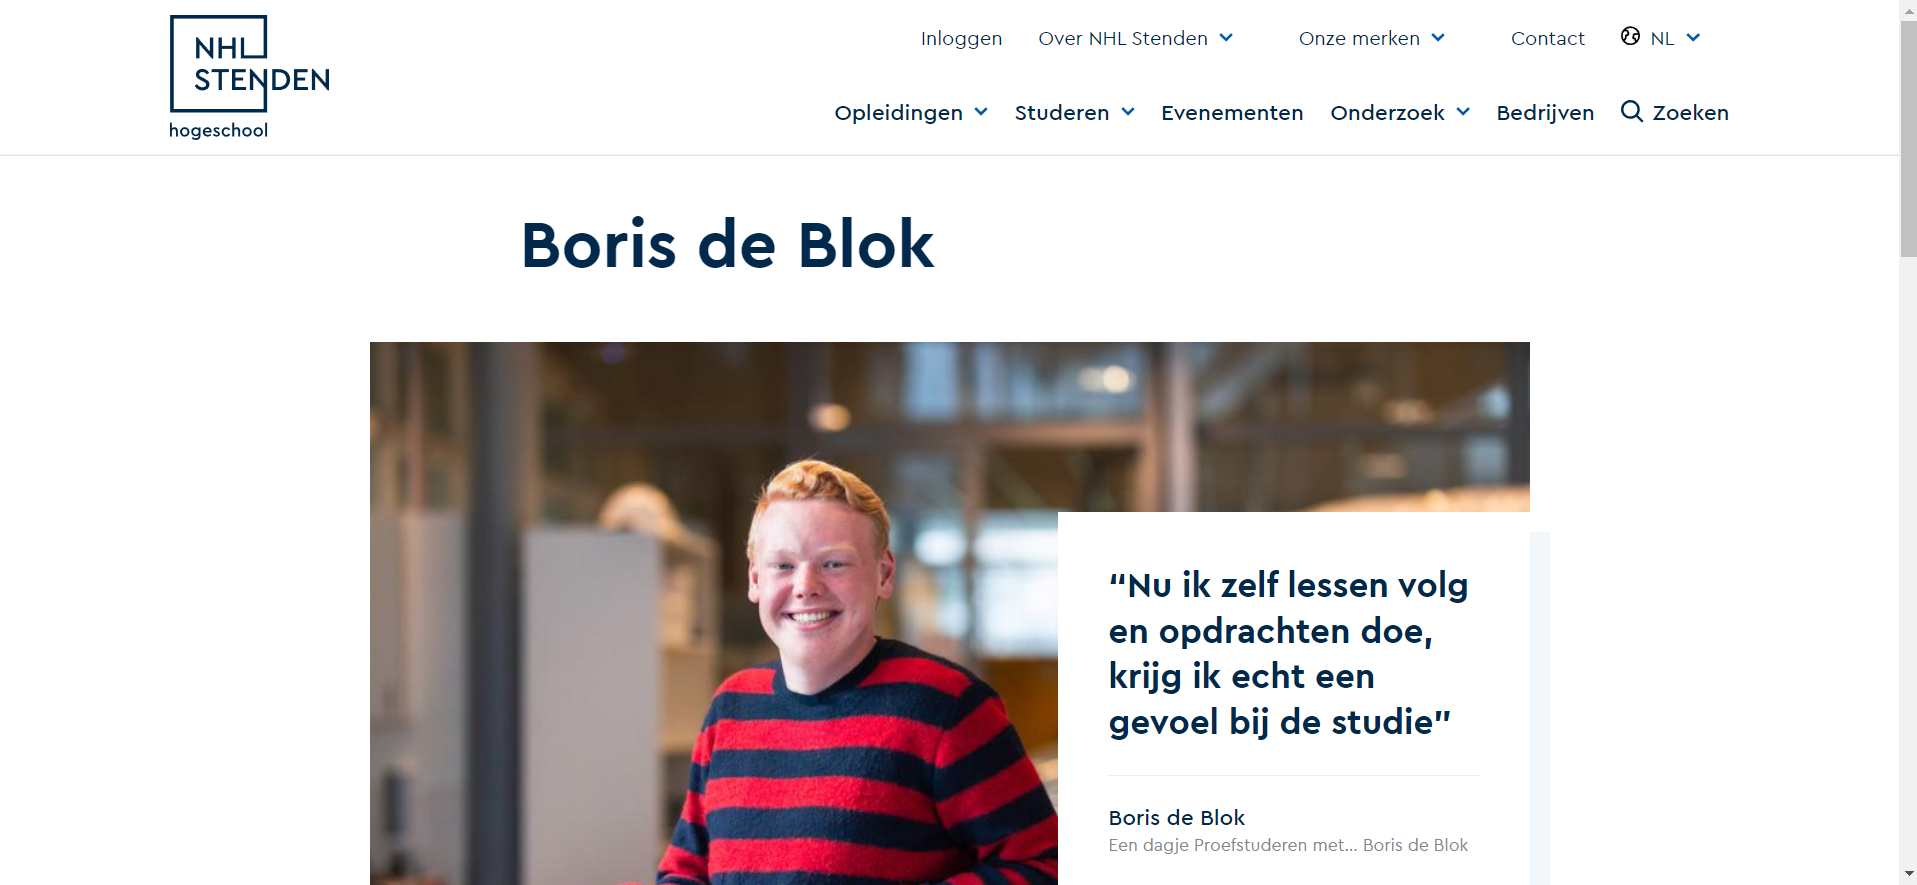 NHL
STENDEN
hogeschool
Inloggen Over NHL Stenden Onze merken Contact NL
Opleidingen Studeren Evenementen Onderzoek Bedrijven Zoeken
Boris de Blok
“Nu ik zelf lessen volg
en opdrachten doe,
krijg ik echt een
gevoel bij de studie”
Boris de Blok
Een dagje Proefstuderen met... Boris de Blok